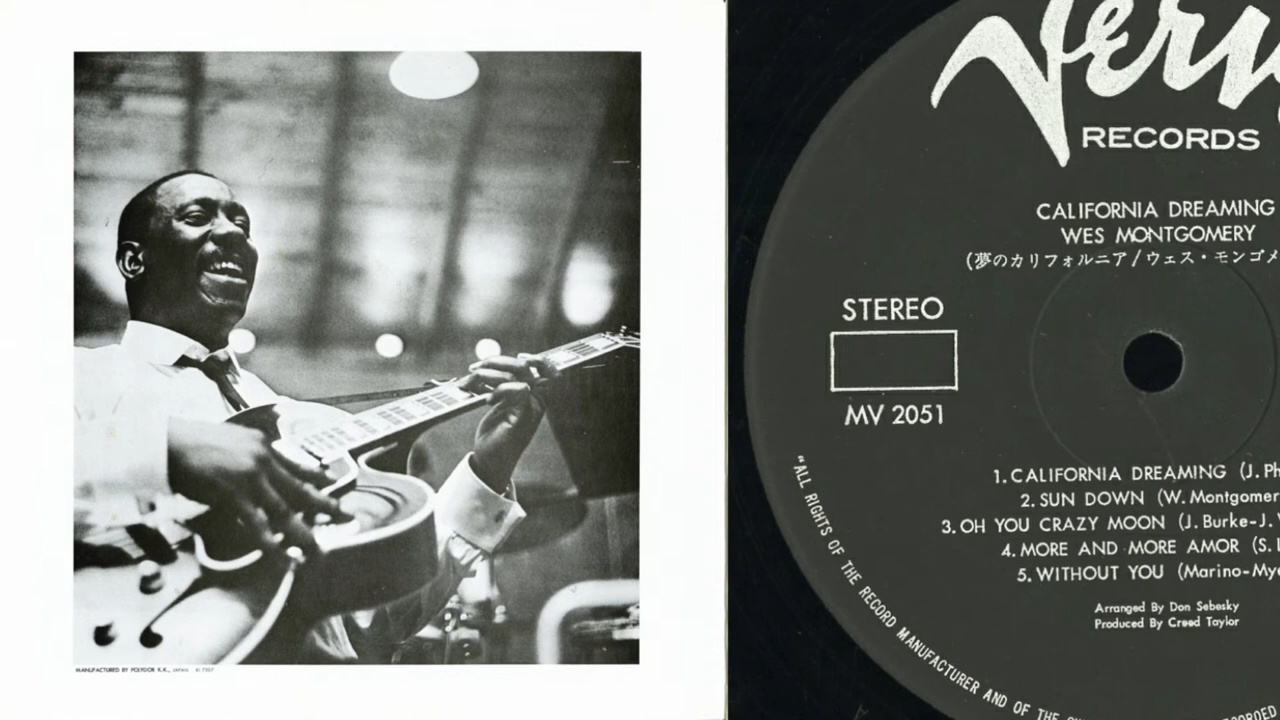 MANUFACTURED BY POLYDOR K.K., JAPAN
Verv
RECORDS
CALIFORNIA DREAMING
WES MONTGOMERY
(夢のカリフォルニア/ウェス・モンゴメ
STEREO
MV 2051
1. CALIFORNIA DREAMING (J. Ph
2. SUN DOWN (W. Montgomer
3. OH YOU CRAZY MOON (J. Burke-J.
4. MORE AND MORE AMOR (S.
5. WITHOUT YOU (Marino-Mye
Arranged By Don Sebesky
Produced By Creed Taylor
"ALL RIGHTS OF THE RECORD MANUFACTURER AND OF THE